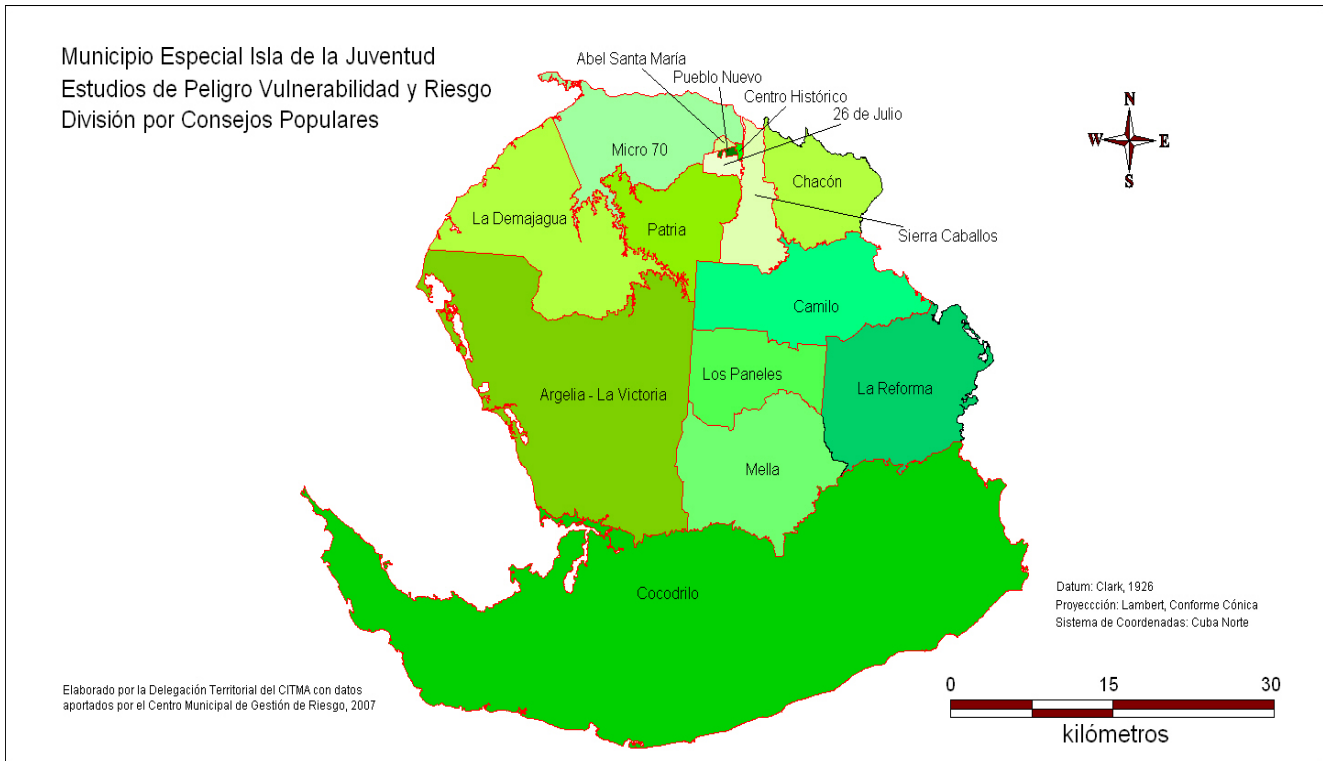 Municipio Especial Isla de la Juventud
Estudios de Peligro Vulnerabilidad y Riesgo
División por Consejos Populares
Abel Santa María
Pueblo Nuevo
Centro Histórico
26 de Julio
N
W
E
S
Micro 70
Chacón
La Demajagua
Patria
Sierra Caballos
Camilo
Los Paneles
La Reforma
Argelia - La Victoria
Mella
Cocodrilo
Datum: Clark, 1926
Proyeccción: Lambert, Conforme Cónica
Sistema de Coordenadas: Cuba Norte
Elaborado por la Delegación Territorial del CITMA con datos
aportados por el Centro Municipal de Gestión de Riesgo, 2007
0 15 30
kilómetros